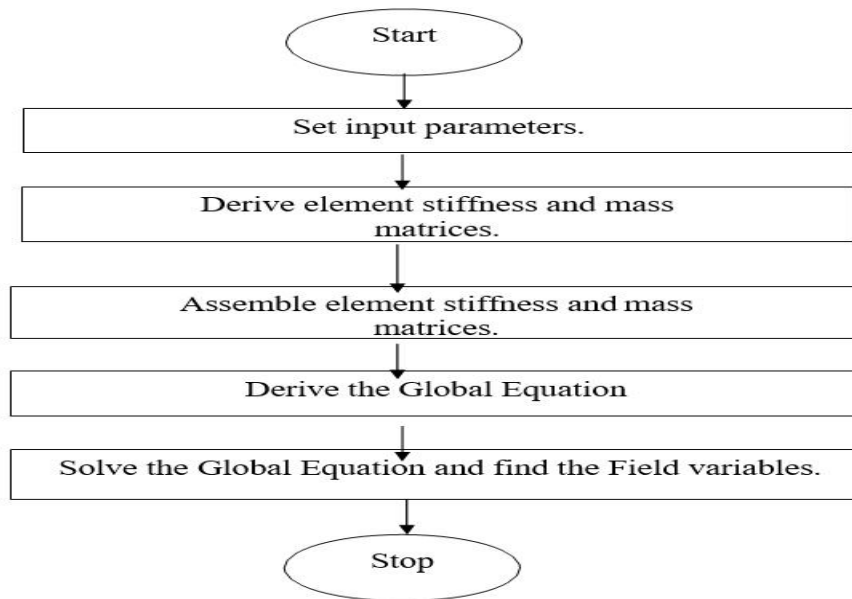 Start
Set input parameters.
Derive element stiffness and mass
matrices.
Assemble element stiffness and mass
matrices.
Derive the Global Equation
Solve the Global Equation and find the Field variables.
Stop